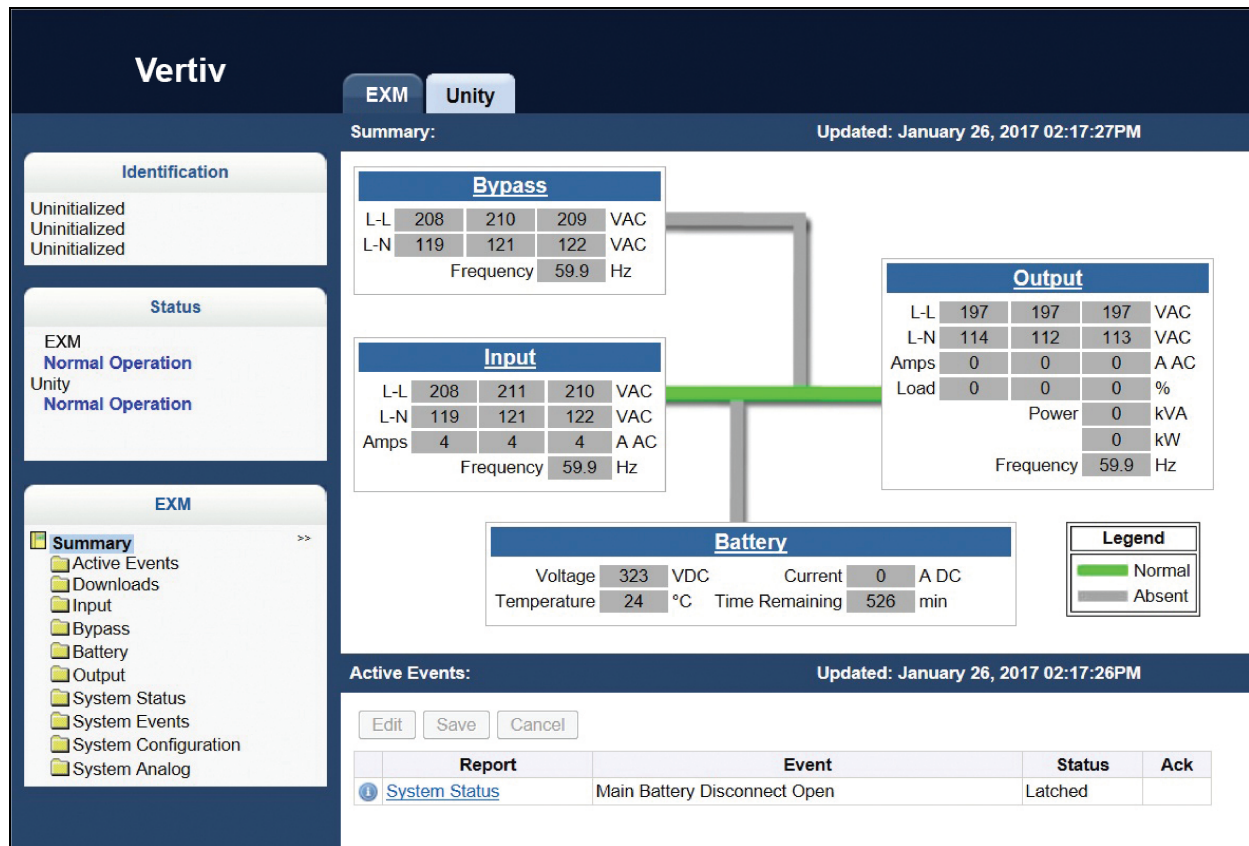 Vertiv
EXM Unity
Summary: Updated: January 26, 2017 02:17:27PM
Identification
Uninitialized
Uninitialized
Uninitialized
Status
EXM
Normal Operation
Unity
Normal Operation
EXM
Summary >>
Active Events
Downloads
Input
Bypass
Battery
Output
System Status
System Events
System Configuration
System Analog
Bypass
L-L 208 210 209 VAC
L-N 119 121 122 VAC
Frequency 59.9 Hz
Input
L-L 208 211 210 VAC
L-N 119 121 122 VAC
Amps 4 4 4 A AC
Frequency 59.9 Hz
Output
L-L 197 197 197 VAC
L-N 114 112 113 VAC
Amps 0 0 0 A AC
Load 0 0 0 %
Power 0 kVA
0 kW
Frequency 59.9 Hz
Battery
Voltage 323 VDC Current 0 A DC
Temperature 24 °C Time Remaining 526 min
Legend
Normal
Absent
Active Events: Updated: January 26, 2017 02:17:26PM
Edit Save Cancel
Report Event Status Ack
System Status Main Battery Disconnect Open Latched